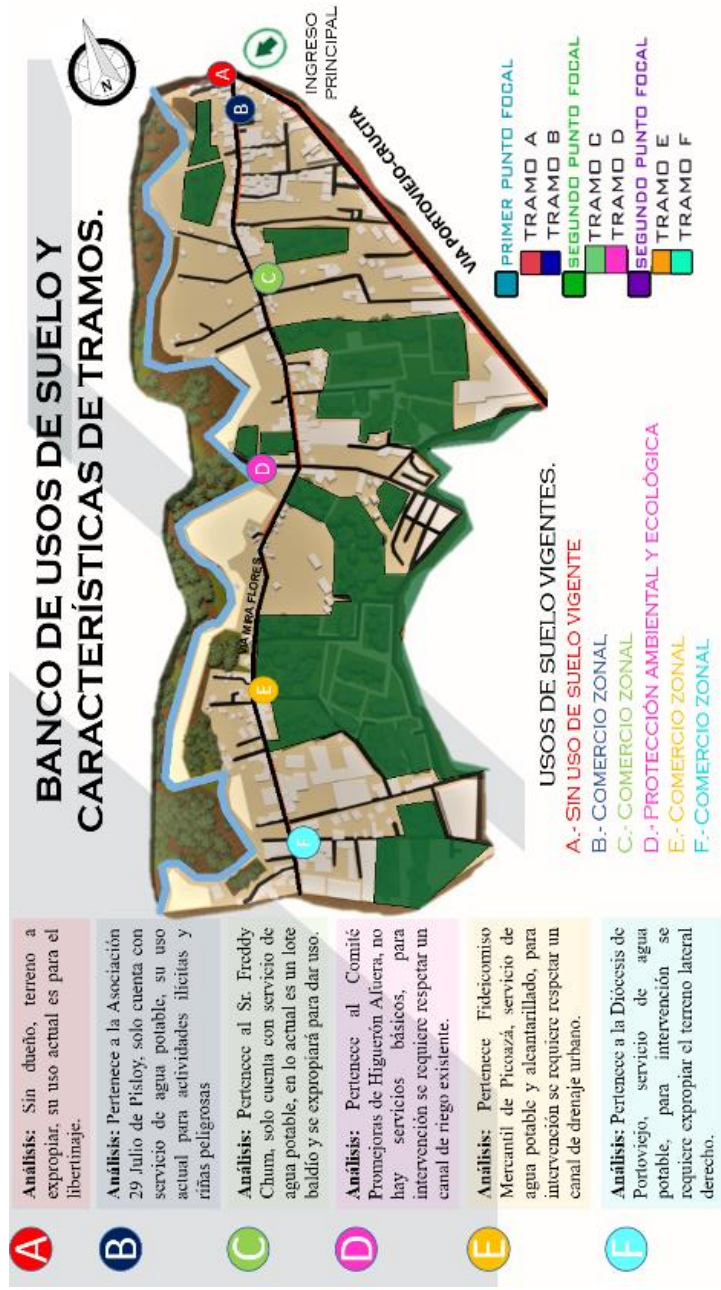 BANCO DE USOS DE SUELO Y
CARACTERÍSTICAS DE TRAMOS.
A
Análisis: Sin dueño, terreno a
expropiar, su uso actual es para el
libertinaje.
B
Análisis: Pertenece a la Asociación
29 Julio de Pisloy, solo cuenta con
servicio de agua potable, su uso
actual para actividades ilícitas y
riñas peligrosas
C
Análisis: Pertenece al Sr. Freddy
Chum, solo cuenta con servicio de
agua potable, en lo actual es un lote
baldío y se expropiará para dar uso.
D
Análisis: Pertenece al Comité
Promejoras de Higuerón Afuera, no
hay servicios básicos, para
intervención se requiere respetar un
canal de riego existente.
E
Análisis: Pertenece Fideicomiso
Mercantil de Picoazá, servicio de
agua potable y alcantarillado, para
intervención se requiere respetar un
canal de drenaje urbano.
F
Análisis: Pertenece a la Diócesis de
Portoviejo, servicio de agua
potable, para intervención se
requiere expropiar el terreno lateral
derecho.
N
F
E
VIA MIRA FLORES
D
C
B
A
INGRESO
PRINCIPAL
VIA PORTOVIEJO-CRUCITA
USOS DE SUELO VIGENTES.
A.- SIN USO DE SUELO VIGENTE
B.- COMERCIO ZONAL
C.- COMERCIO ZONAL
D.- PROTECCIÓN AMBIENTAL Y ECOLÓGICA
E.- COMERCIO ZONAL
F.- COMERCIO ZONAL
PRIMER PUNTO FOCAL
TRAMO A
TRAMO B
SEGUNDO PUNTO FOCAL
TRAMO C
TRAMO D
SEGUNDO PUNTO FOCAL
TRAMO E
TRAMO F